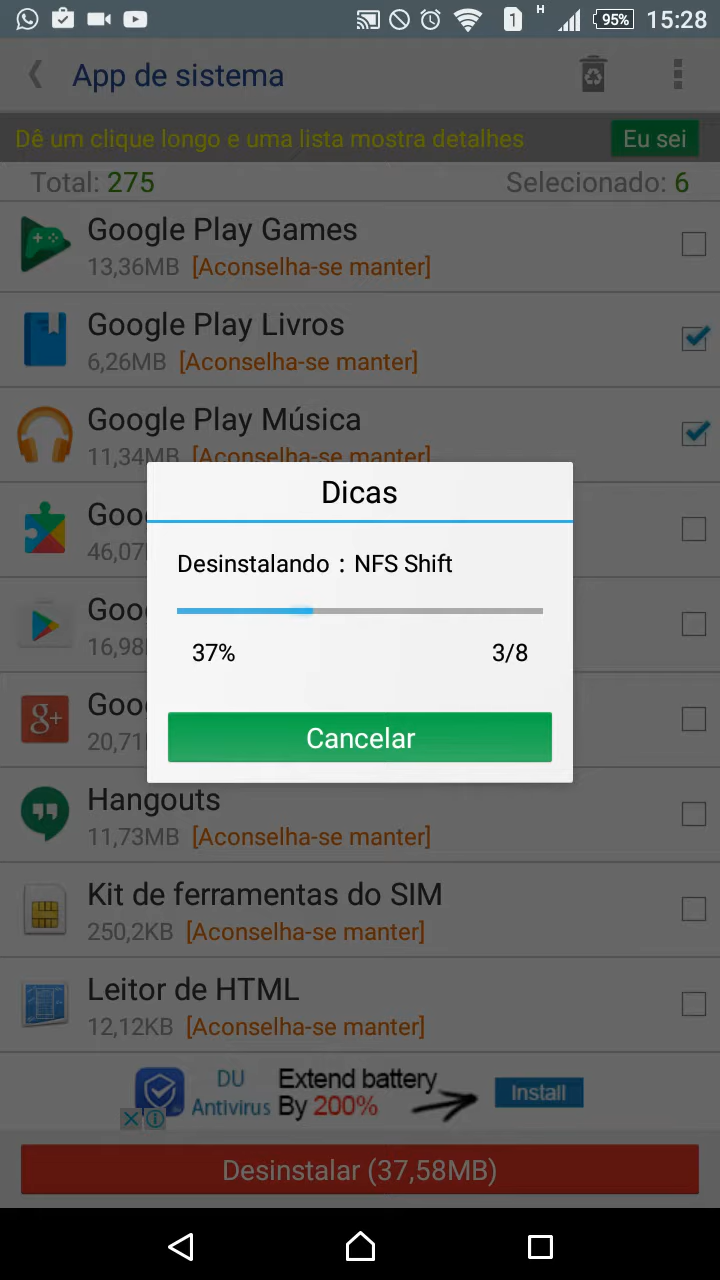 1 H 95% 15:28
App de sistema
Dê um clique longo e uma lista mostra detalhes Eu sei
Total: 275 Selecionado: 6
Google Play Games
13,36MB [Aconselha-se manter]
Google Play Livros
6,26MB [Aconselha-se manter]
Google Play Música
11,34MB [Aconselha-se manter]
Goo
46,07
Goo
16,98
Goo
20,71
Dicas
Desinstalando : NFS Shift
37% 3/8
Cancelar
Hangouts
11,73MB [Aconselha-se manter]
Kit de ferramentas do SIM
250,2KB [Aconselha-se manter]
Leitor de HTML
12,12KB [Aconselha-se manter]
DU Antivirus
Extend battery
By 200%
Install
Desinstalar (37,58MB)